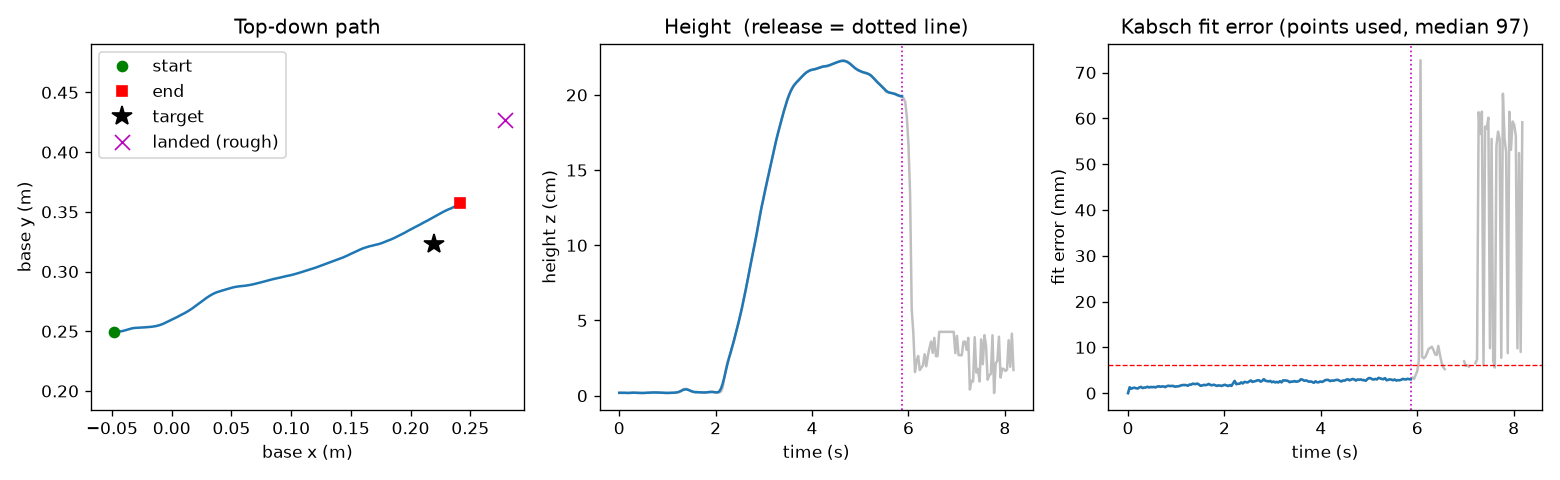 Top-down path
start
end
target
landed (rough)
0.45
0.40
0.35
0.30
0.25
0.20
base y (m)
−0.05 0.00 0.05 0.10 0.15 0.20 0.25
base x (m)
Height (release = dotted line)
20
15
10
5
0
height z (cm)
0 2 4 6 8
time (s)
Kabsch fit error (points used, median 97)
70
60
50
40
30
20
10
0
fit error (mm)
0 2 4 6 8
time (s)